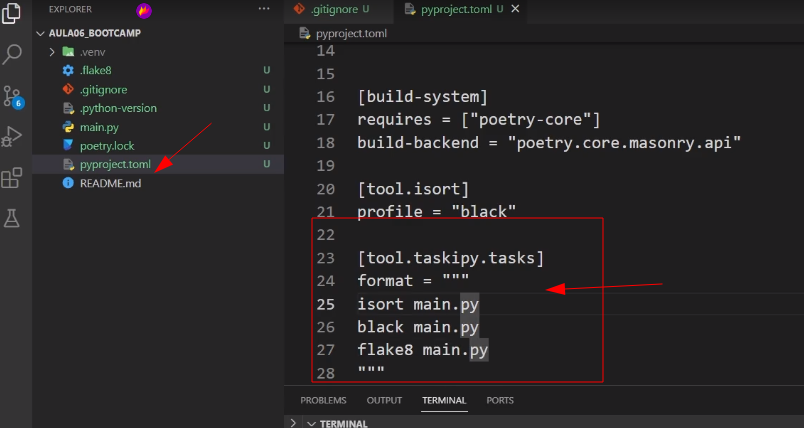 EXPLORER
AULA06_BOOTCAMP
.venv
.flake8 U
.gitignore U
.python-version U
main.py U
poetry.lock U
pyproject.toml U
README.md
6
.gitignore U
pyproject.toml U
pyproject.toml
14
15
16 [build-system]
17 requires = ["poetry-core"]
18 build-backend = "poetry.core.masonry.api"
19
20 [tool.isort]
21 profile = "black"
22
23 [tool.taskipy.tasks]
24 format = """
25 isort main.py
26 black main.py
27 flake8 main.py
28 """
PROBLEMS OUTPUT TERMINAL PORTS
TERMINAL